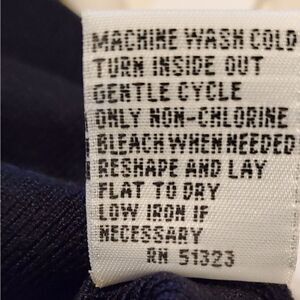 MACHINE WASH COLD
TURN INSIDE OUT
GENTLE CYCLE
ONLY NON-CHLORINE
BLEACH WHEN NEEDED
RESHAPE AND LAY
FLAT TO DRY
LOW IRON IF
NECESSARY
RN 51323